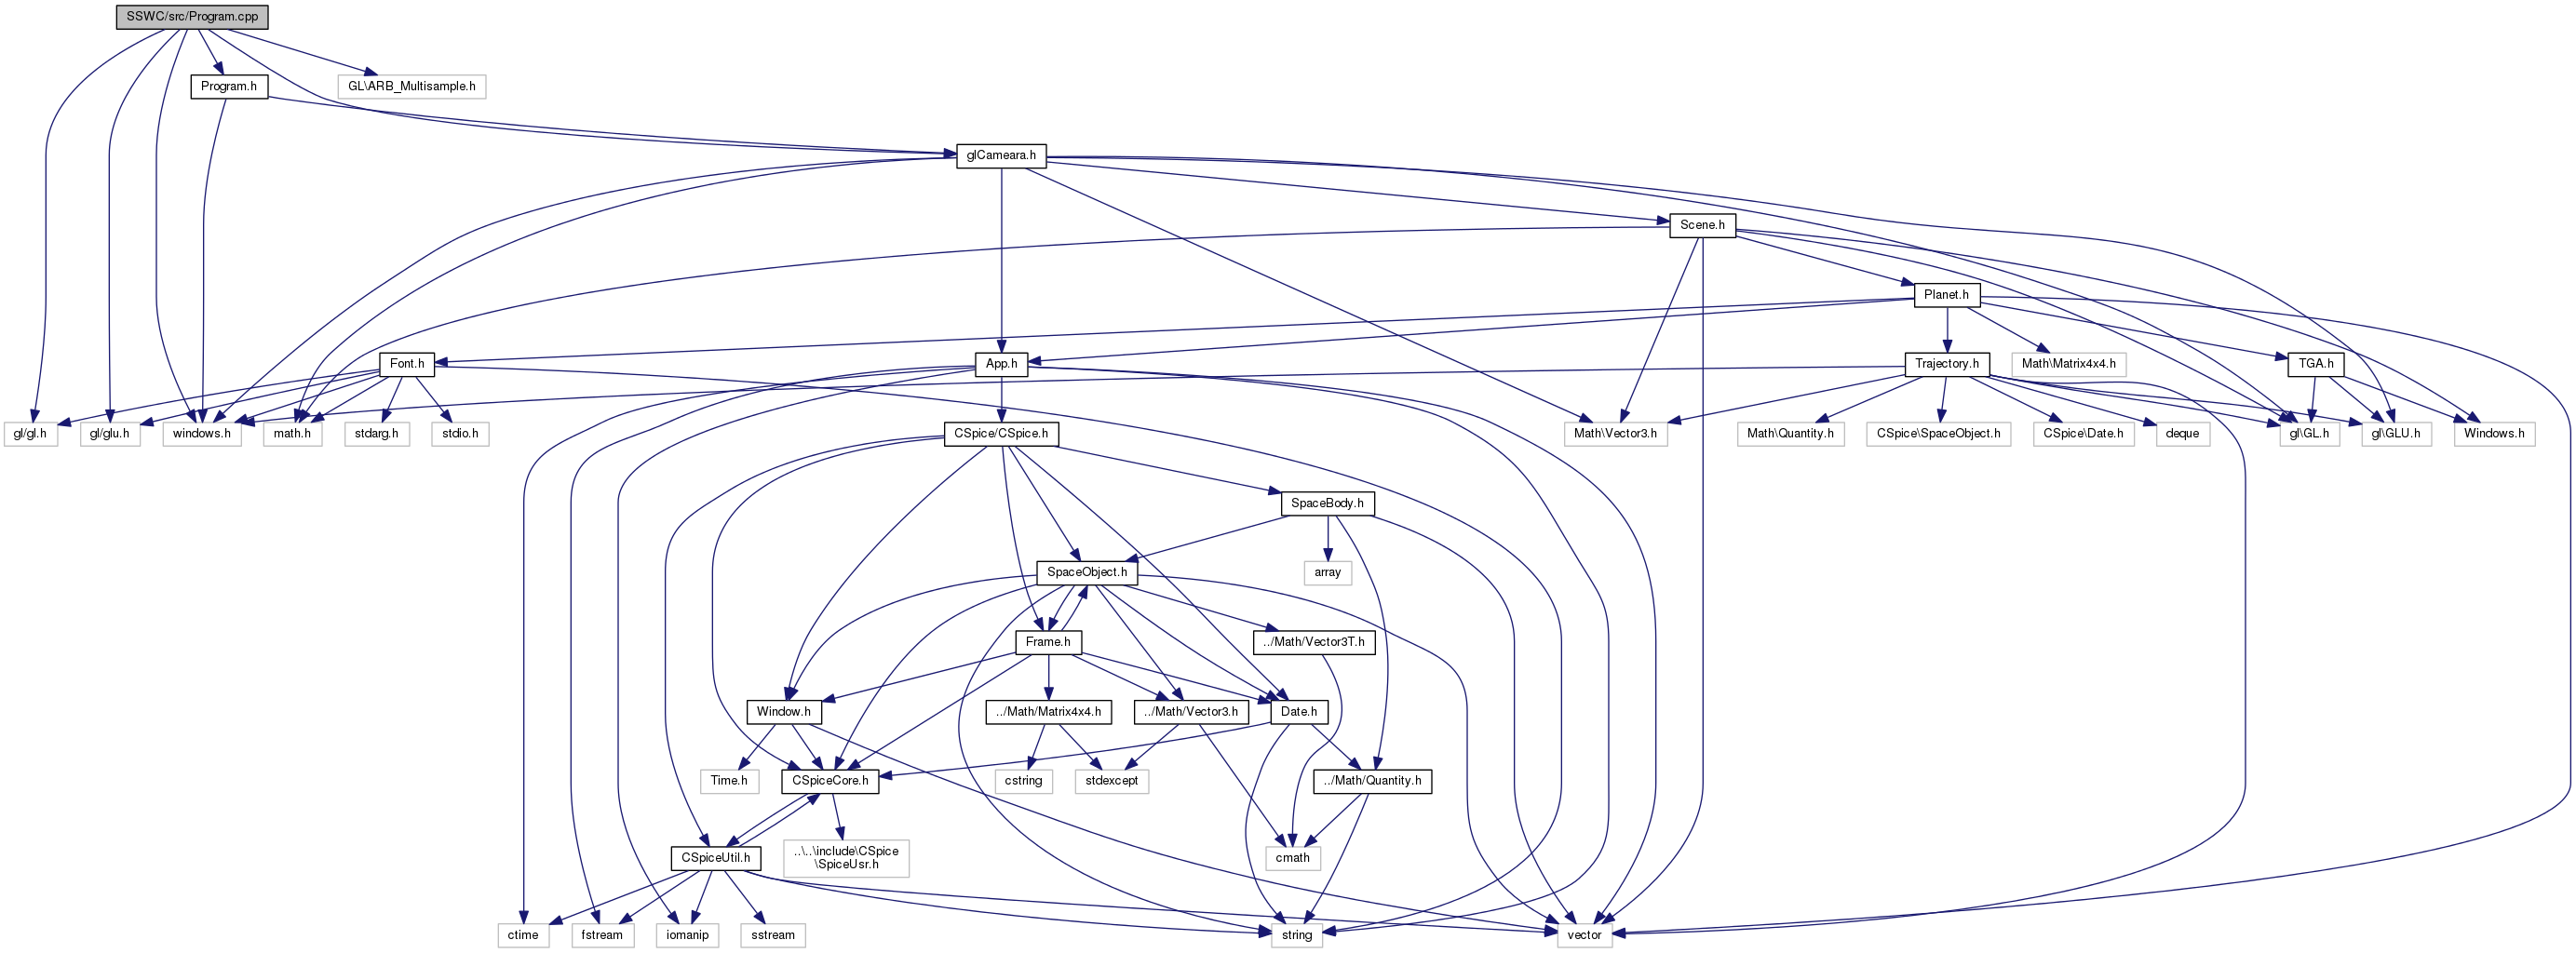 SSWC/src/Program.cpp
Program.h
GL\ARB_Multisample.h
glCameara.h
Scene.h
Planet.h
Font.h
App.h
Trajectory.h
Math\Matrix4x4.h
TGA.h
gl/gl.h
gl/glu.h
windows.h
math.h
stdarg.h
stdio.h
CSpice/CSpice.h
Math\Vector3.h
Math\Quantity.h
CSpice\SpaceObject.h
CSpice\Date.h
deque
gl\GL.h
gl\GLU.h
Windows.h
SpaceBody.h
SpaceObject.h
array
Frame.h
../Math/Vector3T.h
Window.h
../Math/Matrix4x4.h
../Math/Vector3.h
Date.h
Time.h
CSpiceCore.h
cstring
stdexcept
../Math/Quantity.h
CSpiceUtil.h
..\..\include\CSpice
\SpiceUsr.h
cmath
ctime
fstream
iomanip
sstream
string
vector